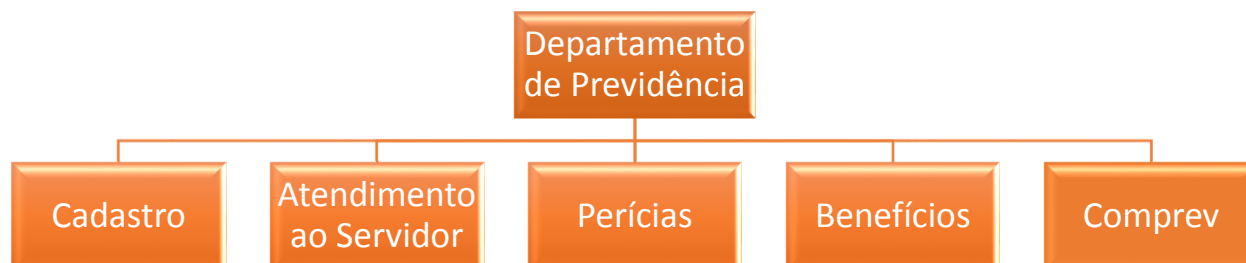 Departamento
de Previdência
Cadastro
Atendimento
ao Servidor
Perícias
Benefícios
Comprev